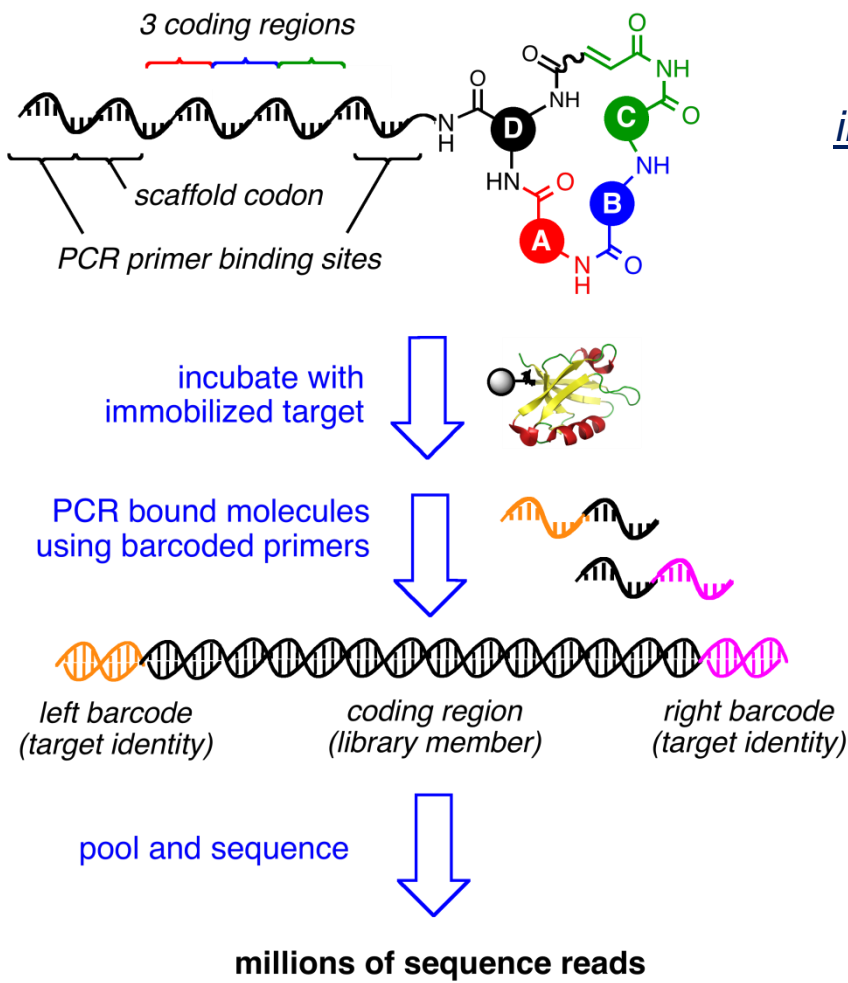 3 coding regions
O
O
O
NH
O
NH
O
N
H
D
C
HN
O
NH
B
A
N
H
O
scaffold codon
PCR primer binding sites
incubate with
immobilized target
PCR bound molecules
using barcoded primers
left barcode
(target identity)
coding region
(library member)
right barcode
(target identity)
pool and sequence
millions of sequence reads